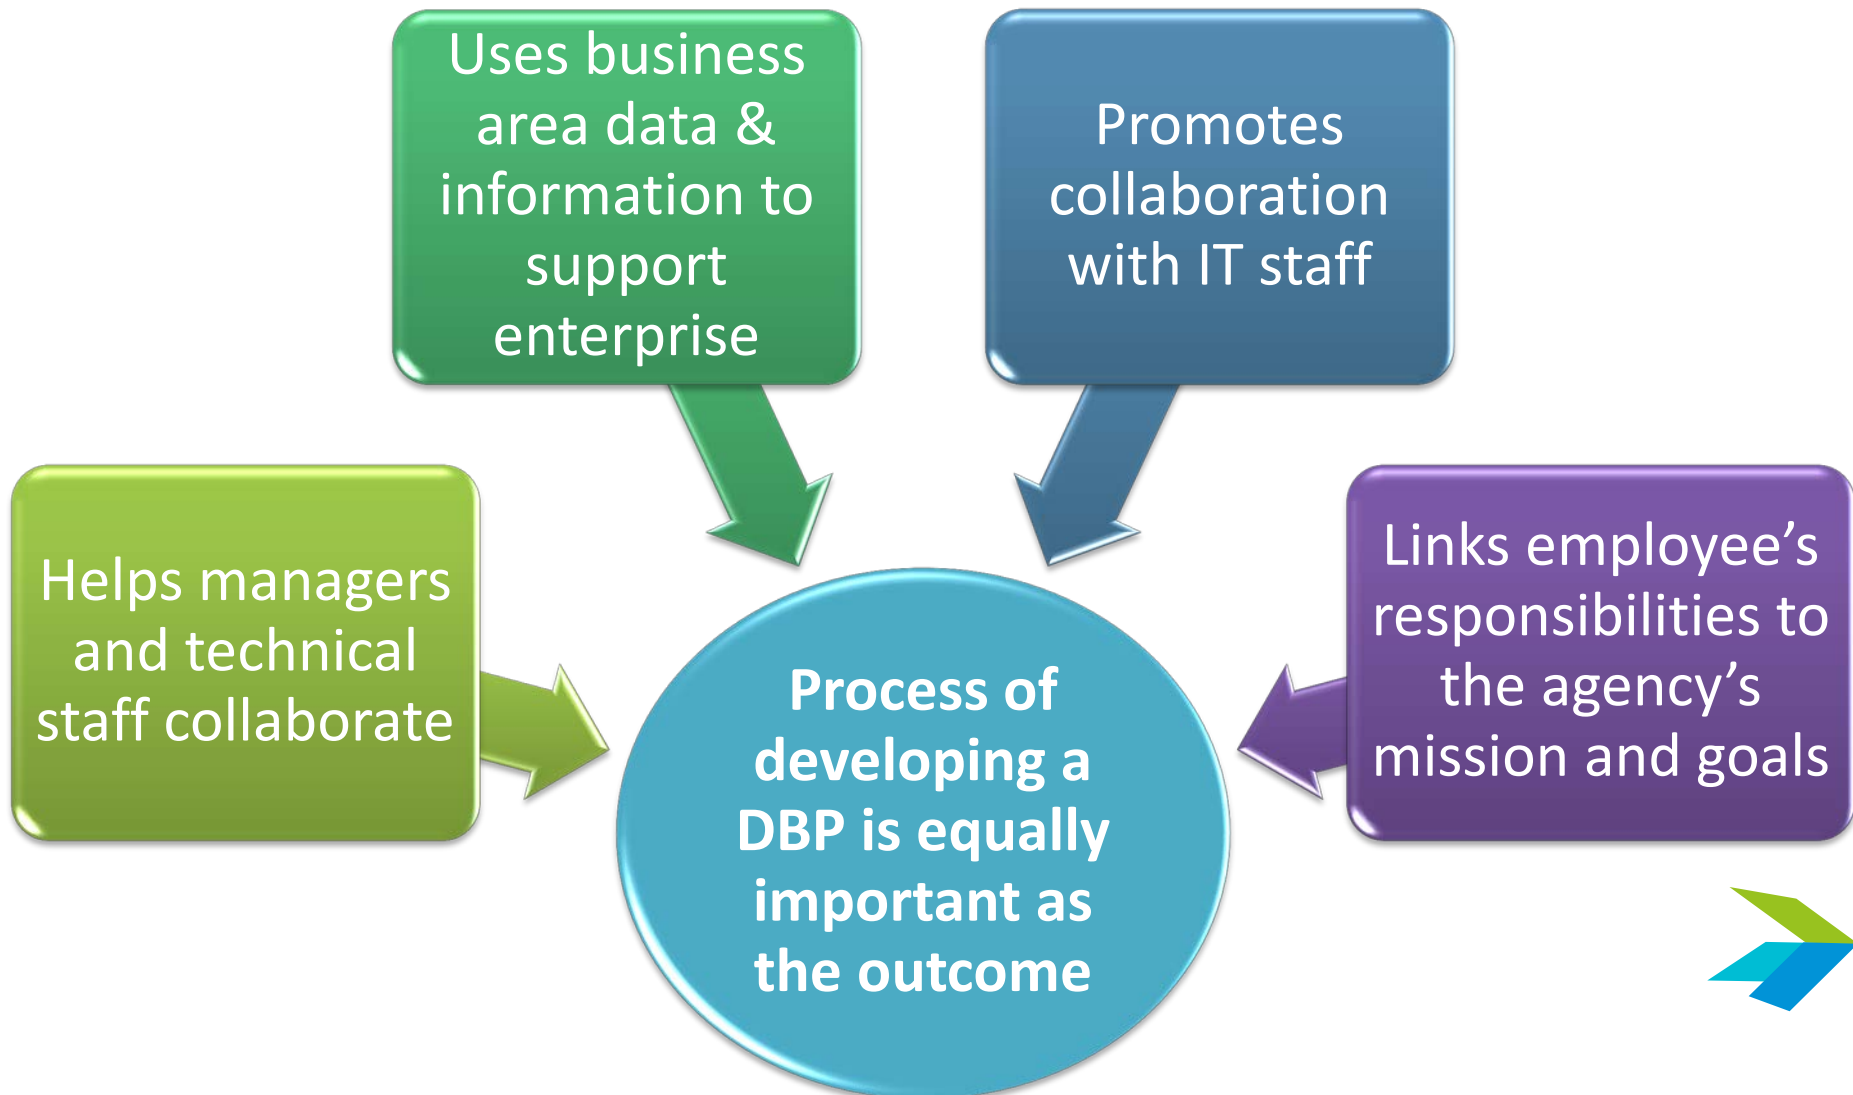 Uses business
area data &
information to
support
enterprise
Promotes
collaboration
with IT staff
Helps managers
and technical
staff collaborate
Links employee’s
responsibilities to
the agency’s
mission and goals
Process of
developing a
DBP is equally
important as
the outcome